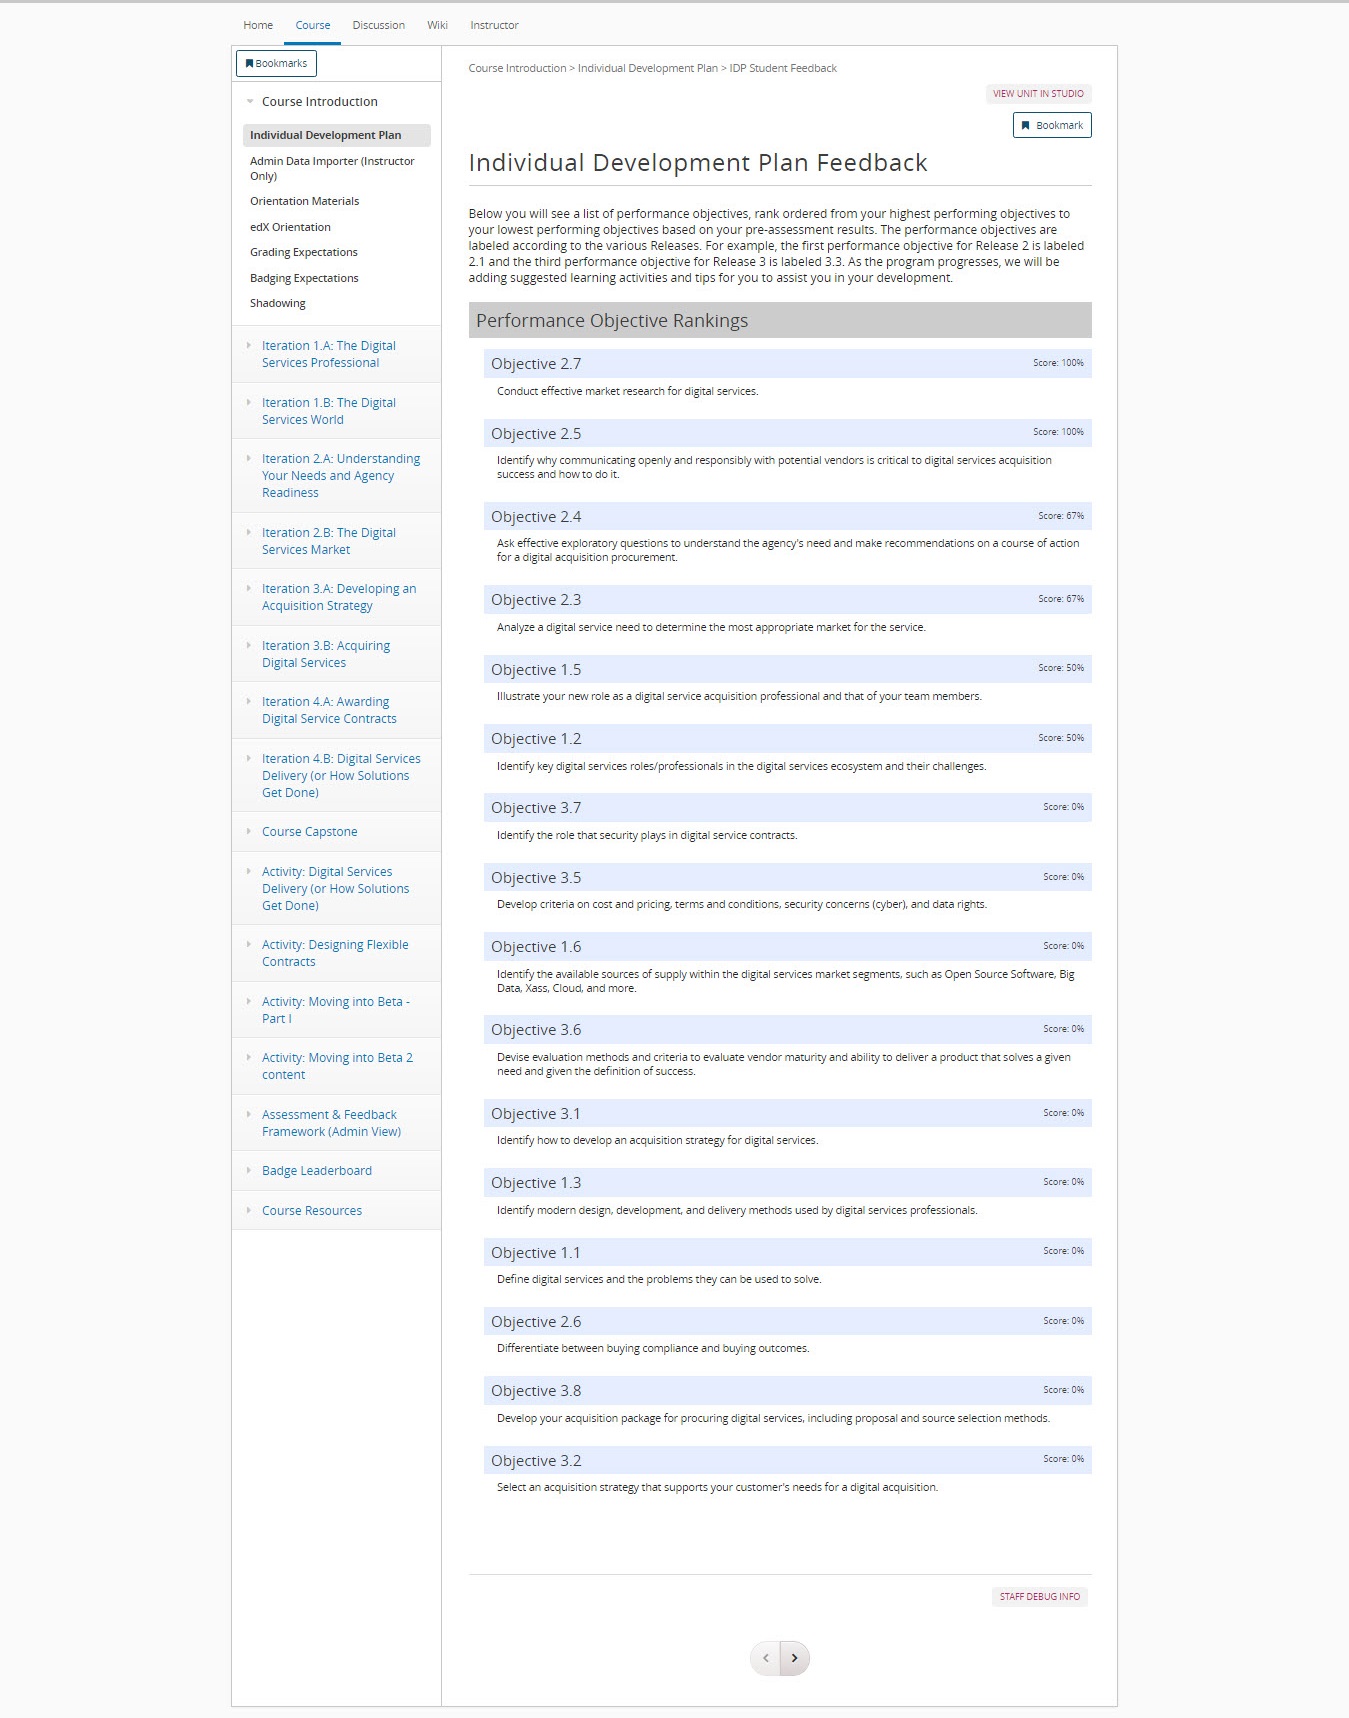 Home Course Discussion Wiki Instructor
Bookmarks
Course Introduction
Individual Development Plan
Admin Data Importer (Instructor
Only)
Orientation Materials
edX Orientation
Grading Expectations
Badging Expectations
Shadowing
Iteration 1.A: The Digital
Services Professional
Iteration 1.B: The Digital
Services World
Iteration 2.A: Understanding
Your Needs and Agency
Readiness
Iteration 2.B: The Digital
Services Market
Iteration 3.A: Developing an
Acquisition Strategy
Iteration 3.B: Acquiring
Digital Services
Iteration 4.A: Awarding
Digital Service Contracts
Iteration 4.B: Digital Services
Delivery (or How Solutions
Get Done)
Course Capstone
Activity: Digital Services
Delivery (or How Solutions
Get Done)
Activity: Designing Flexible
Contracts
Activity: Moving into Beta -
Part I
Activity: Moving into Beta 2
content
Assessment & Feedback
Framework (Admin View)
Badge Leaderboard
Course Resources
Course Introduction > Individual Development Plan > IDP Student Feedback
VIEW UNIT IN STUDIO
Bookmark
Individual Development Plan Feedback
Below you will see a list of performance objectives, rank ordered from your highest performing objectives to
your lowest performing objectives based on your pre-assessment results. The performance objectives are
labeled according to the various Releases. For example, the first performance objective for Release 2 is labeled
2.1 and the third performance objective for Release 3 is labeled 3.3. As the program progresses, we will be
adding suggested learning activities and tips for you to assist you in your development.
Performance Objective Rankings
Objective 2.7 Score: 100%
Conduct effective market research for digital services.
Objective 2.5 Score: 100%
Identify why communicating openly and responsibly with potential vendors is critical to digital services acquisition
success and how to do it.
Objective 2.4 Score: 67%
Ask effective exploratory questions to understand the agency's need and make recommendations on a course of action
for a digital acquisition procurement.
Objective 2.3 Score: 67%
Analyze a digital service need to determine the most appropriate market for the service.
Objective 1.5 Score: 50%
Illustrate your new role as a digital service acquisition professional and that of your team members.
Objective 1.2 Score: 50%
Identify key digital services roles/professionals in the digital services ecosystem and their challenges.
Objective 3.7 Score: 0%
Identify the role that security plays in digital service contracts.
Objective 3.5 Score: 0%
Develop criteria on cost and pricing, terms and conditions, security concerns (cyber), and data rights.
Objective 1.6 Score: 0%
Identify the available sources of supply within the digital services market segments, such as Open Source Software, Big
Data, Xass, Cloud, and more.
Objective 3.6 Score: 0%
Devise evaluation methods and criteria to evaluate vendor maturity and ability to deliver a product that solves a given
need and given the definition of success.
Objective 3.1 Score: 0%
Identify how to develop an acquisition strategy for digital services.
Objective 1.3 Score: 0%
Identify modern design, development, and delivery methods used by digital services professionals.
Objective 1.1 Score: 0%
Define digital services and the problems they can be used to solve.
Objective 2.6 Score: 0%
Differentiate between buying compliance and buying outcomes.
Objective 3.8 Score: 0%
Develop your acquisition package for procuring digital services, including proposal and source selection methods.
Objective 3.2 Score: 0%
Select an acquisition strategy that supports your customer's needs for a digital acquisition.
STAFF DEBUG INFO